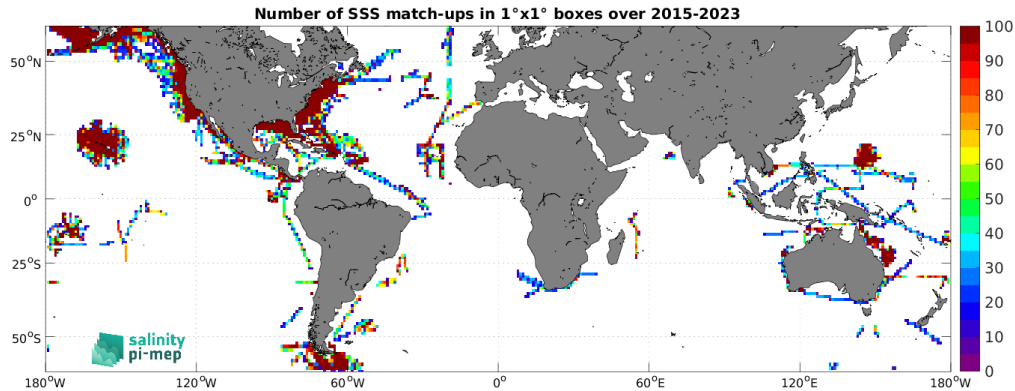 Number of SSS match-ups in 1°x1° boxes over 2015-2023
50°N
25°N
0°
25°S
50°S
180°W
120°W
60°W
0°
60°E
120°E
180°W
100
90
80
70
60
50
40
30
20
10
0
salinity
pi-mep